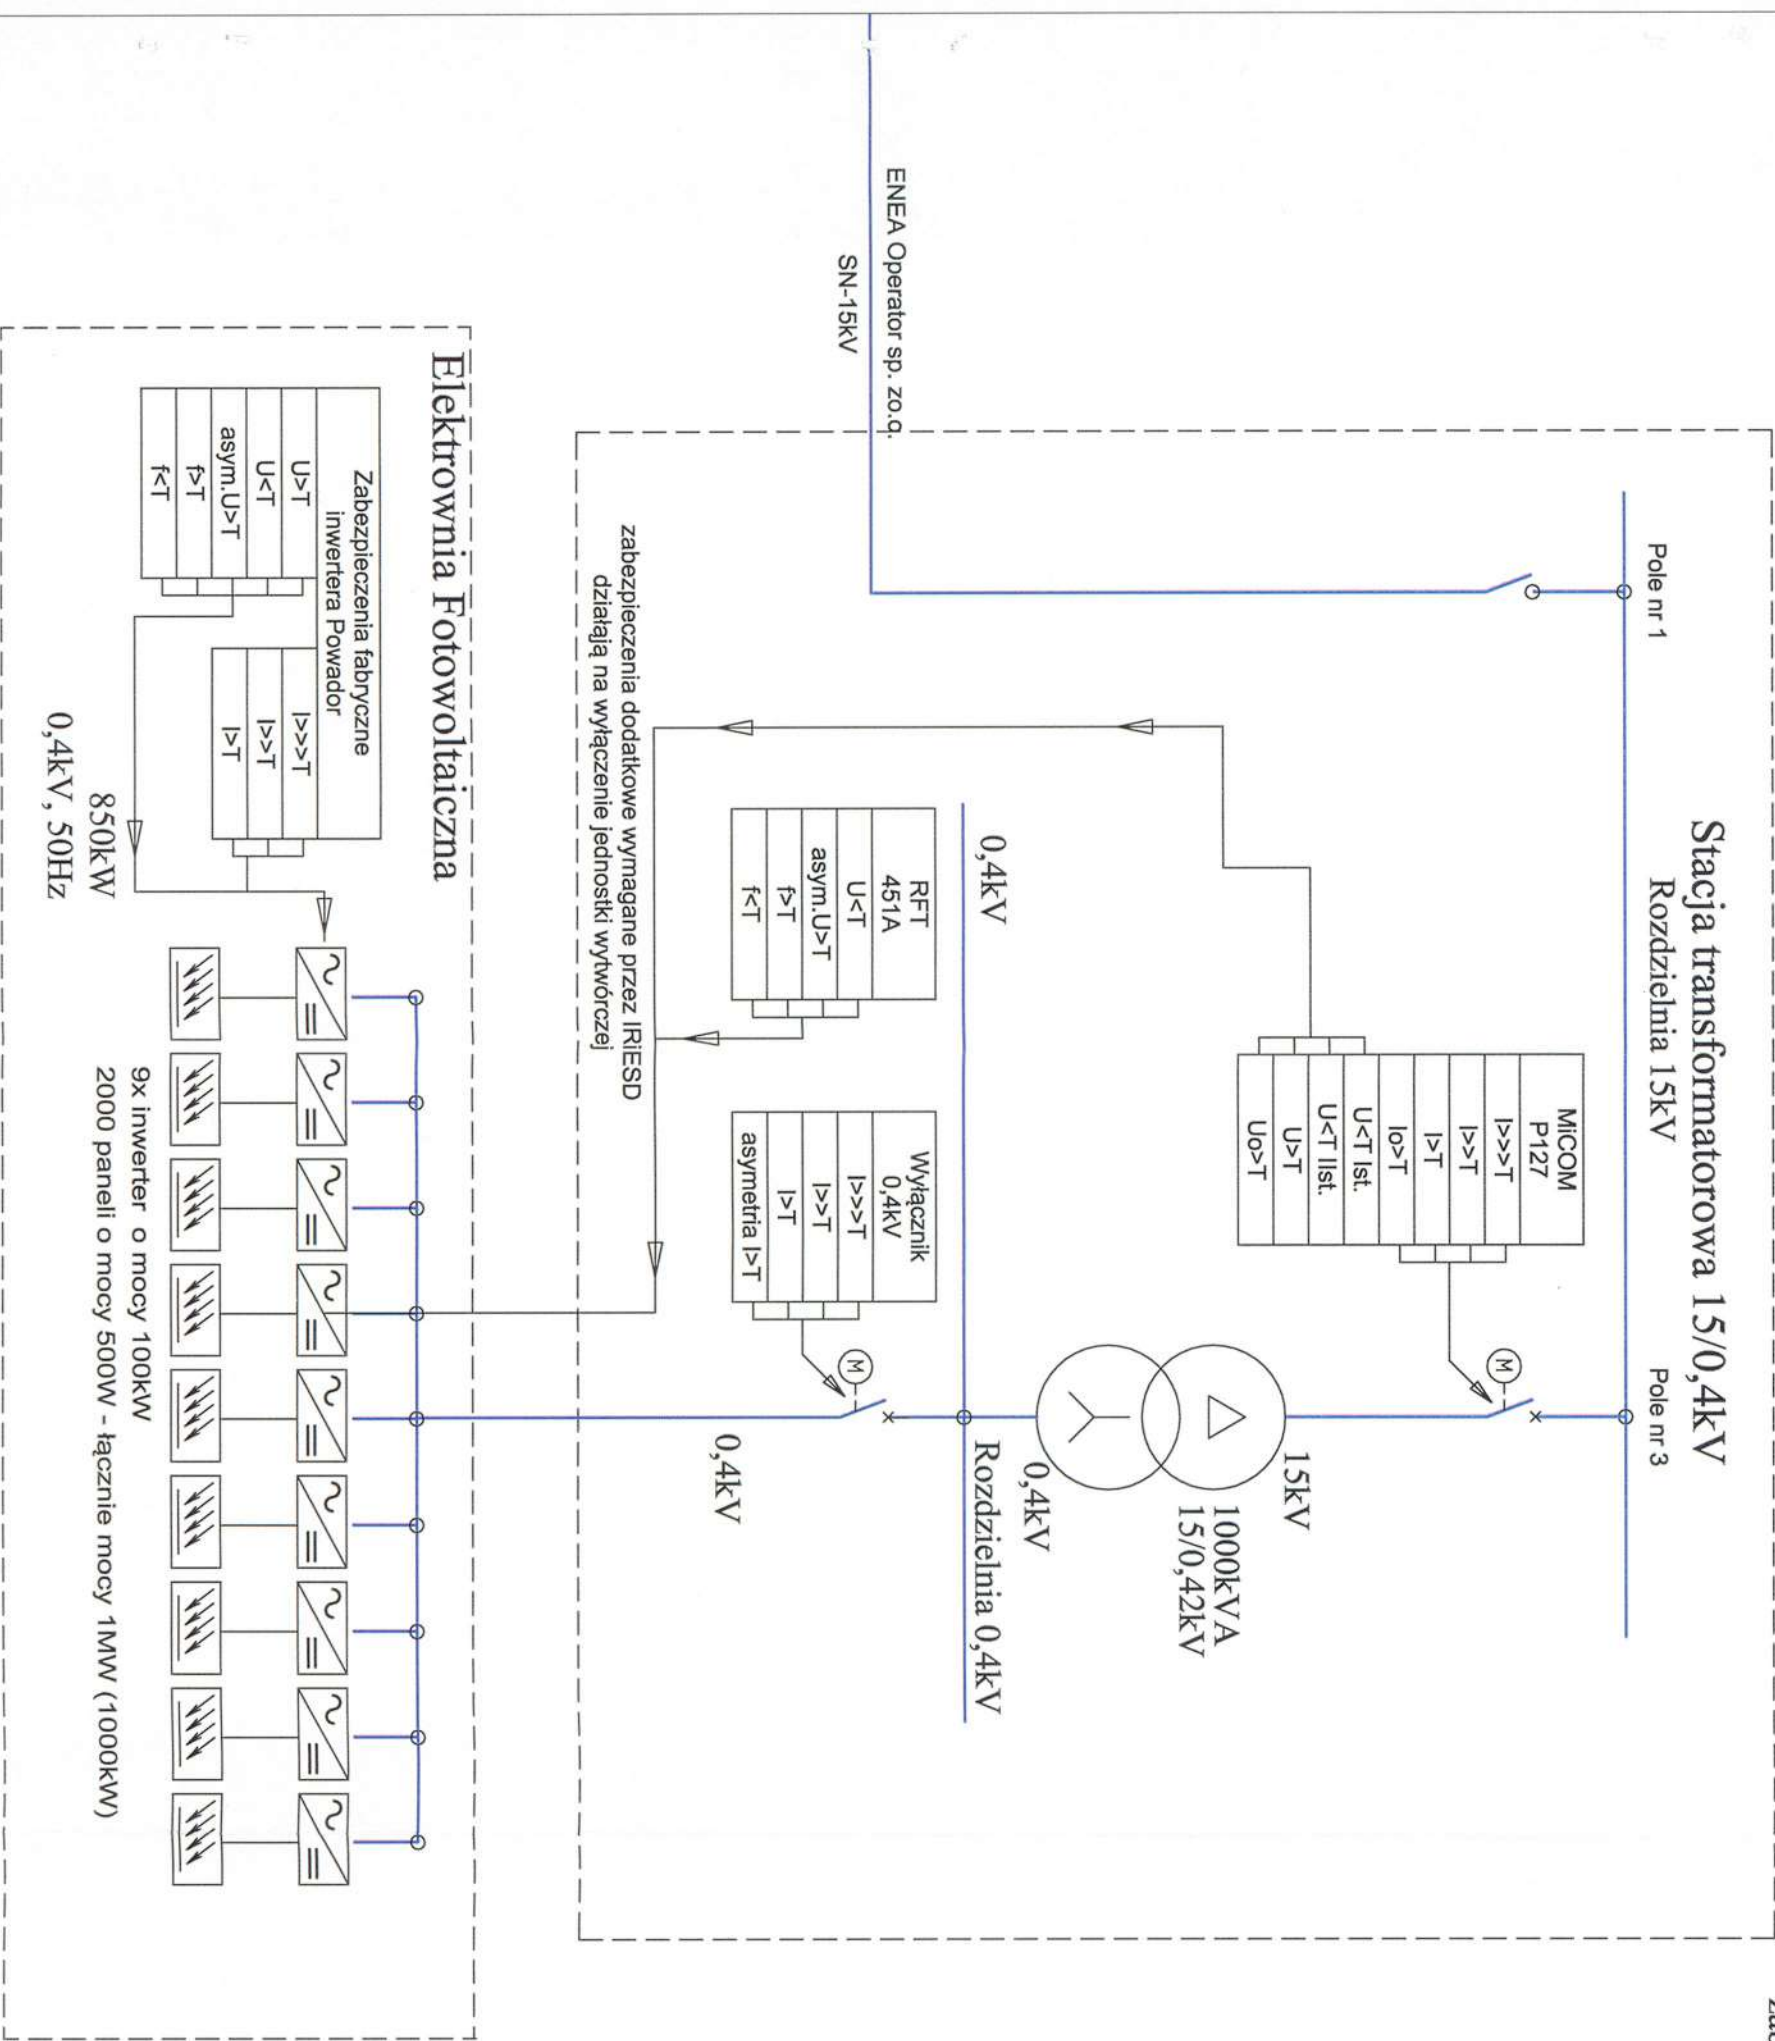 Stacja transformatorowa 15/0,4kV
Rozdzielnia 15kV
Pole nr 1
Pole nr 3
MiCOM
P127
I>>>T
I>>T
I>T
Io>T
U<T Ist.
U<T IIst.
U>T
Uo>T
M
15kV
1000kVA
15/0,42kV
0,4kV
Rozdzielnia 0,4kV
0,4kV
ENEA Operator sp. zo.o.
SN-15kV
RFT
451A
U<T
asym.U>T
f>T
f<T
Wyłącznik
0,4kV
I>>>T
I>>T
I>T
asymetria I>T
M
0,4kV
zabezpieczenia dodatkowe wymagane przez IRiESD
działają na wyłączenie jednostki wytwórczej
Elektrownia Fotowoltaiczna
Zabezpieczenia fabryczne
inwertera Powador
U>T
U<T
asym.U>T
f>T
f<T
I>>>T
I>>T
I>T
850kW
0,4kV, 50Hz
9x inwerter o mocy 100kW
2000 paneli o mocy 500W - łącznie mocy 1MW (1000kW)